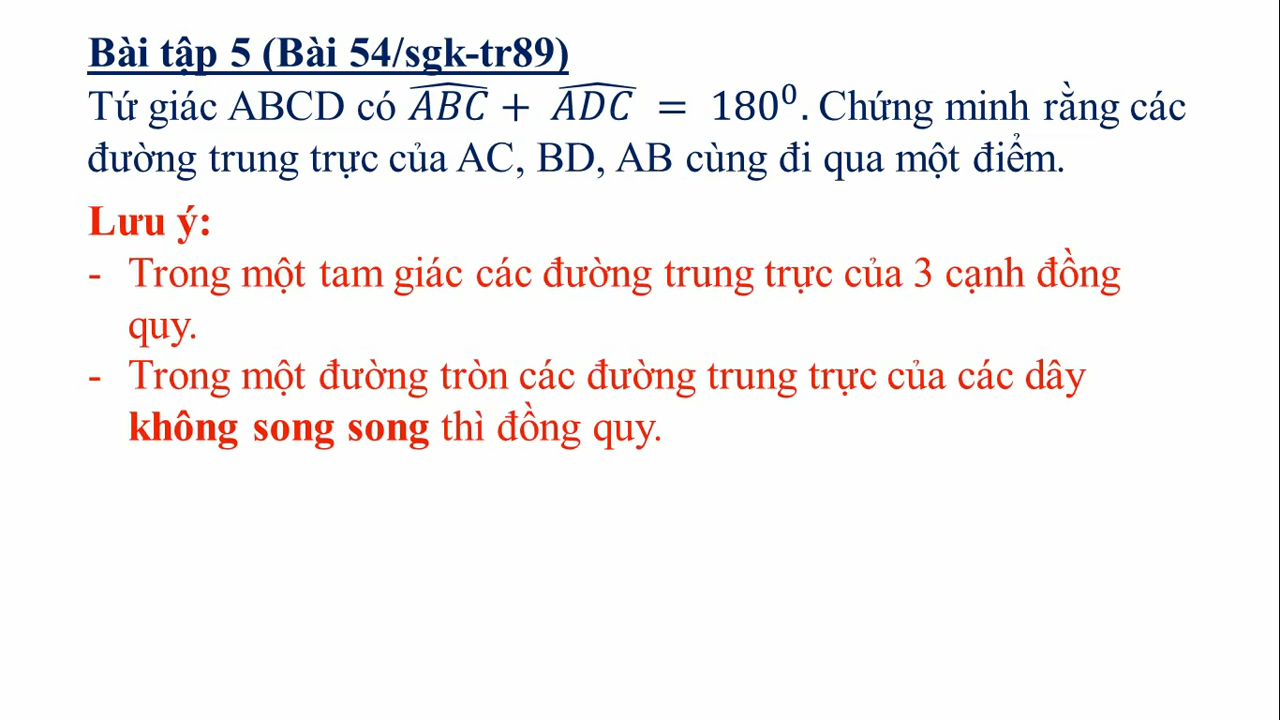 Bài tập 5 (Bài 54/sgk-tr89)
Tứ giác ABCD có $\widehat{ABC} + \widehat{ADC} = 180^0$. Chứng minh rằng các
đường trung trực của AC, BD, AB cùng đi qua một điểm.
Lưu ý:
- Trong một tam giác các đường trung trực của 3 cạnh đồng
quy.
- Trong một đường tròn các đường trung trực của các dây
không song song thì đồng quy.